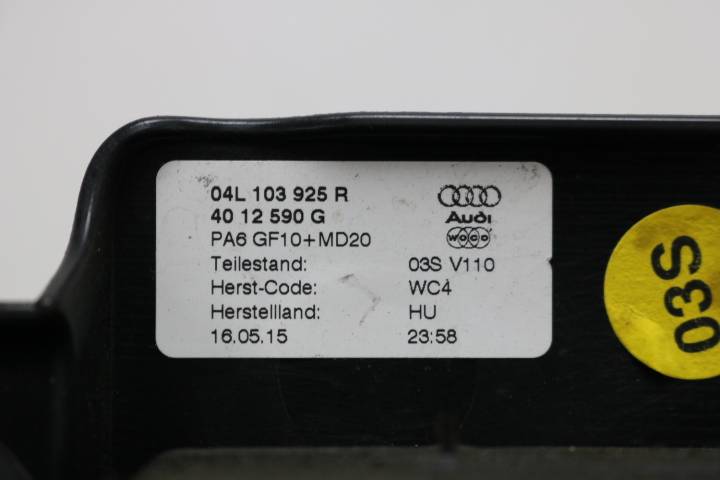 04L 103 925 R
40 12 590 G
Audi
PA6 GF10+MD20
WOCO
Teilestand: 03S V110
Herst-Code: WC4
Herstellland: HU
16.05.15 23:58
03S